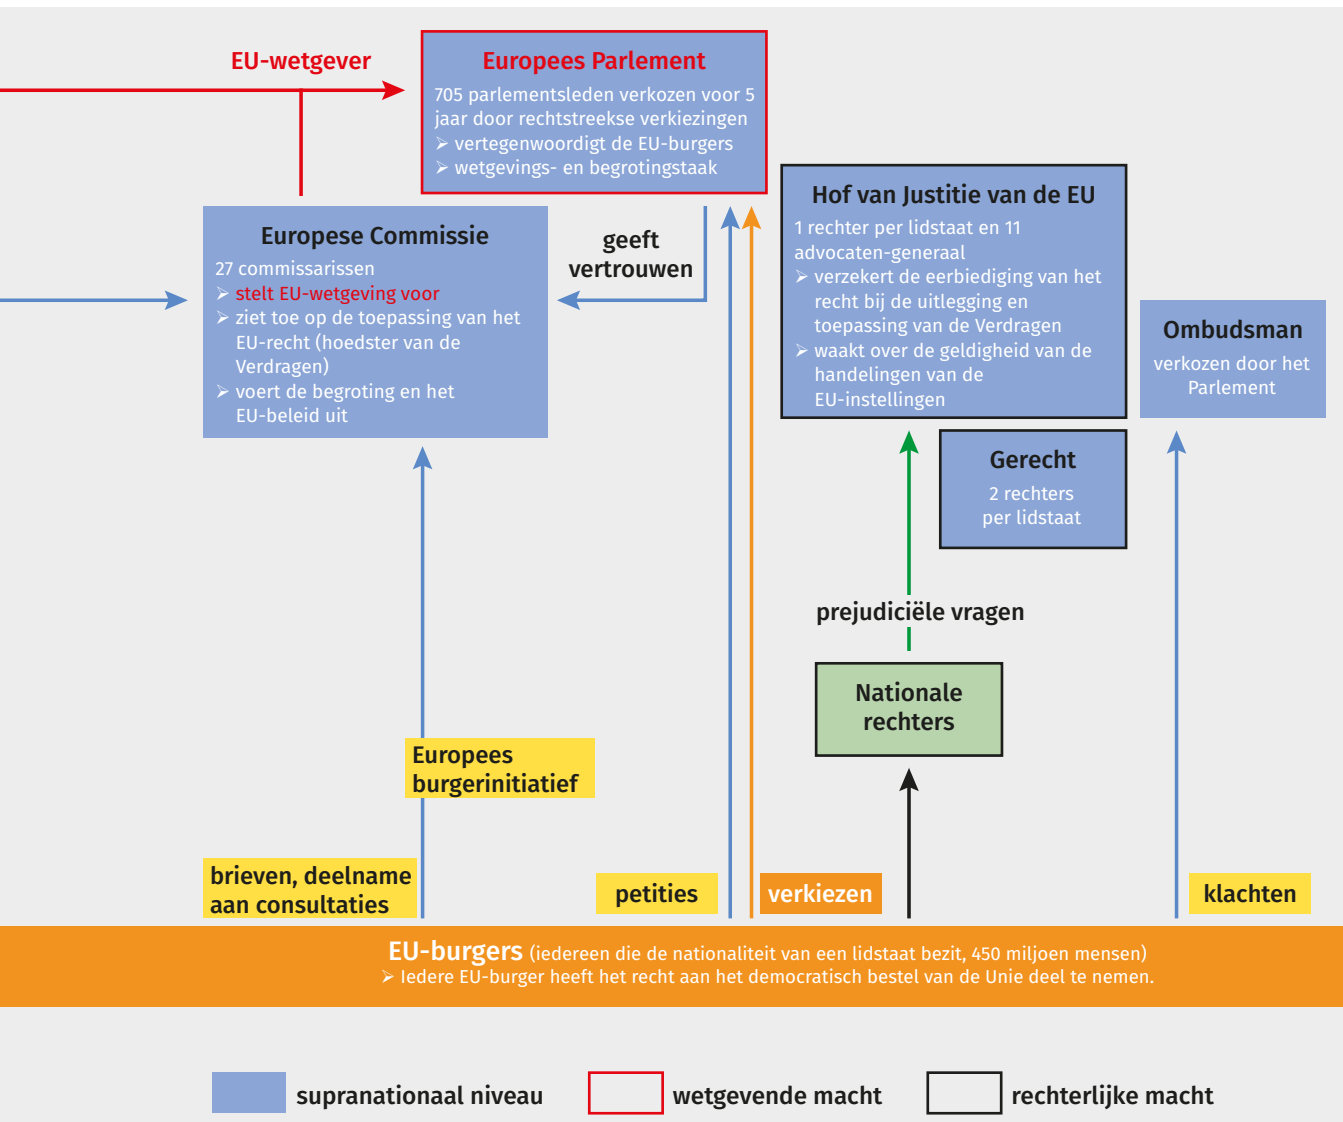 EU-wetgever
Europees Parlement
705 parlementsleden verkozen voor 5
jaar door rechtstreekse verkiezingen
➢ vertegenwoordigt de EU-burgers
➢ wetgevings- en begrotingstaak
Europese Commissie
27 commissarissen
➢ stelt EU-wetgeving voor
➢ ziet toe op de toepassing van het
EU-recht (hoedster van de
Verdragen)
➢ voert de begroting en het
EU-beleid uit
geeft
vertrouwen
Hof van Justitie van de EU
1 rechter per lidstaat en 11
advocaten-generaal
➢ verzekert de eerbiediging van het
recht bij de uitlegging en
toepassing van de Verdragen
➢ waakt over de geldigheid van de
handelingen van de
EU-instellingen
Ombudsman
verkozen door het
Parlement
Gerecht
2 rechters
per lidstaat
prejudiciële vragen
Nationale
rechters
Europees
burgerinitiatief
brieven, deelname
aan consultaties
petities
verkiezen
klachten
EU-burgers (iedereen die de nationaliteit van een lidstaat bezit, 450 miljoen mensen)
➢ Iedere EU-burger heeft het recht aan het democratisch bestel van de Unie deel te nemen.
supranationaal niveau
wetgevende macht
rechterlijke macht